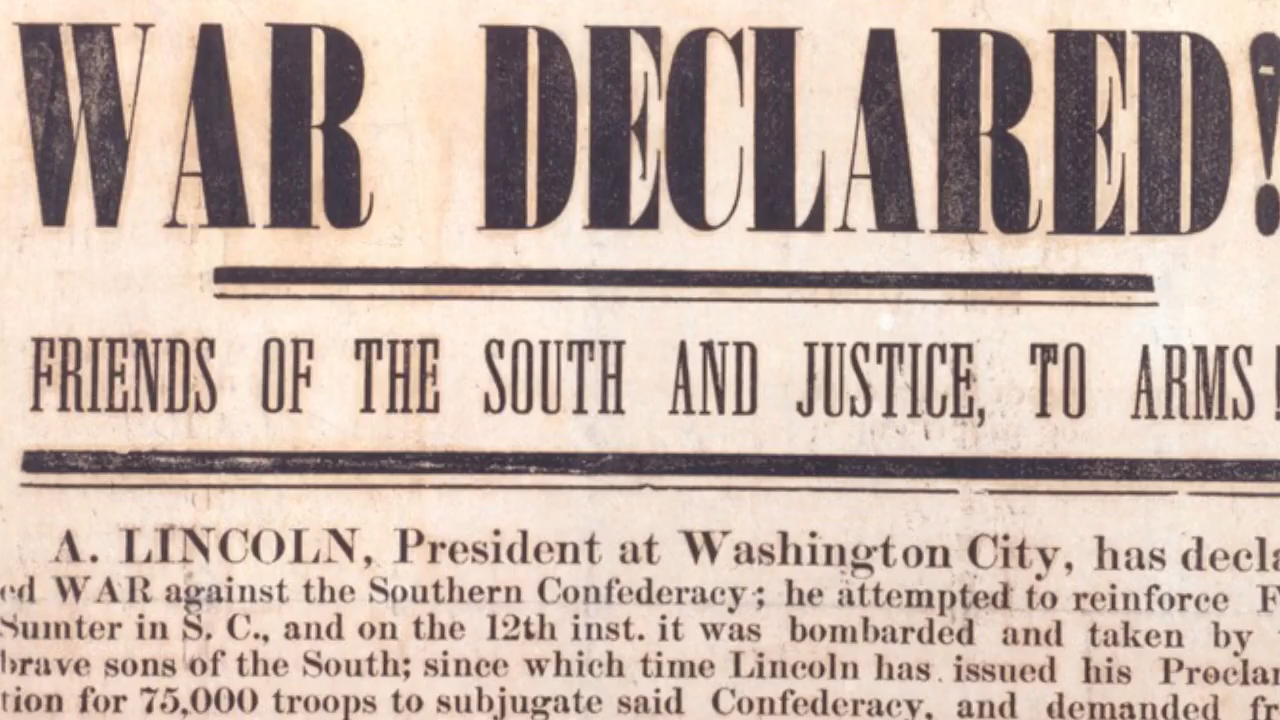 WAR DECLARED!
FRIENDS OF THE SOUTH AND JUSTICE, TO ARMS!
A. LINCOLN, President at Washington City, has decla
ed WAR against the Southern Confederacy; he attempted to reinforce F
Sumter in S. C., and on the 12th inst. it was bombarded and taken by
brave sons of the South; since which time Lincoln has issued his Proclam
tion for 75,000 troops to subjugate said Confederacy, and demanded fr